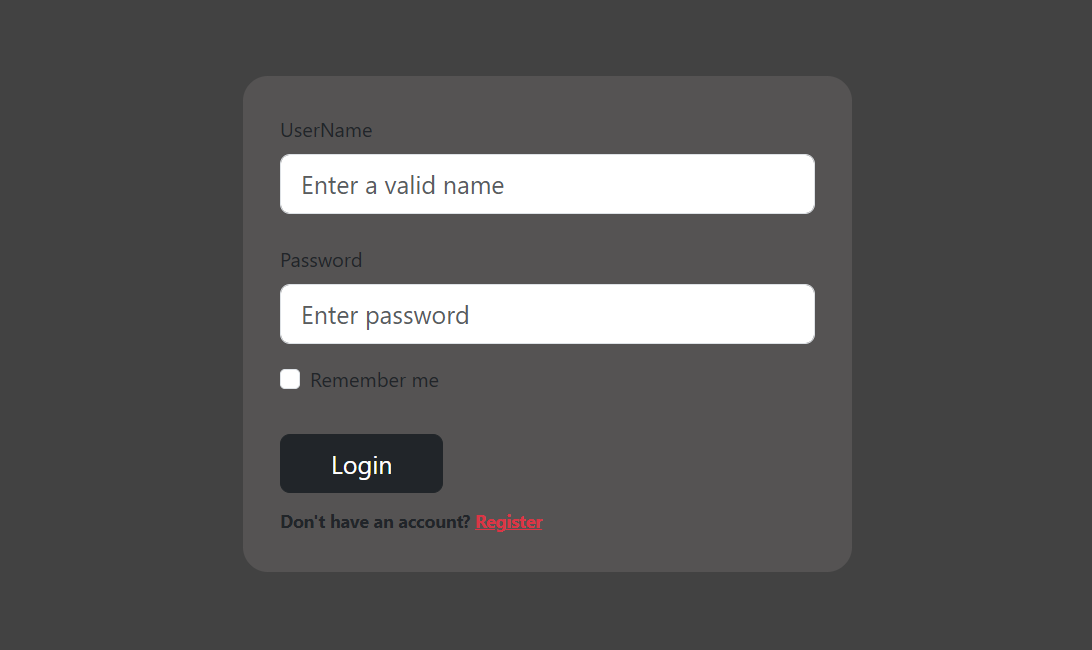 UserName
Enter a valid name
Password
Enter password
Remember me
Login
Don't have an account? Register